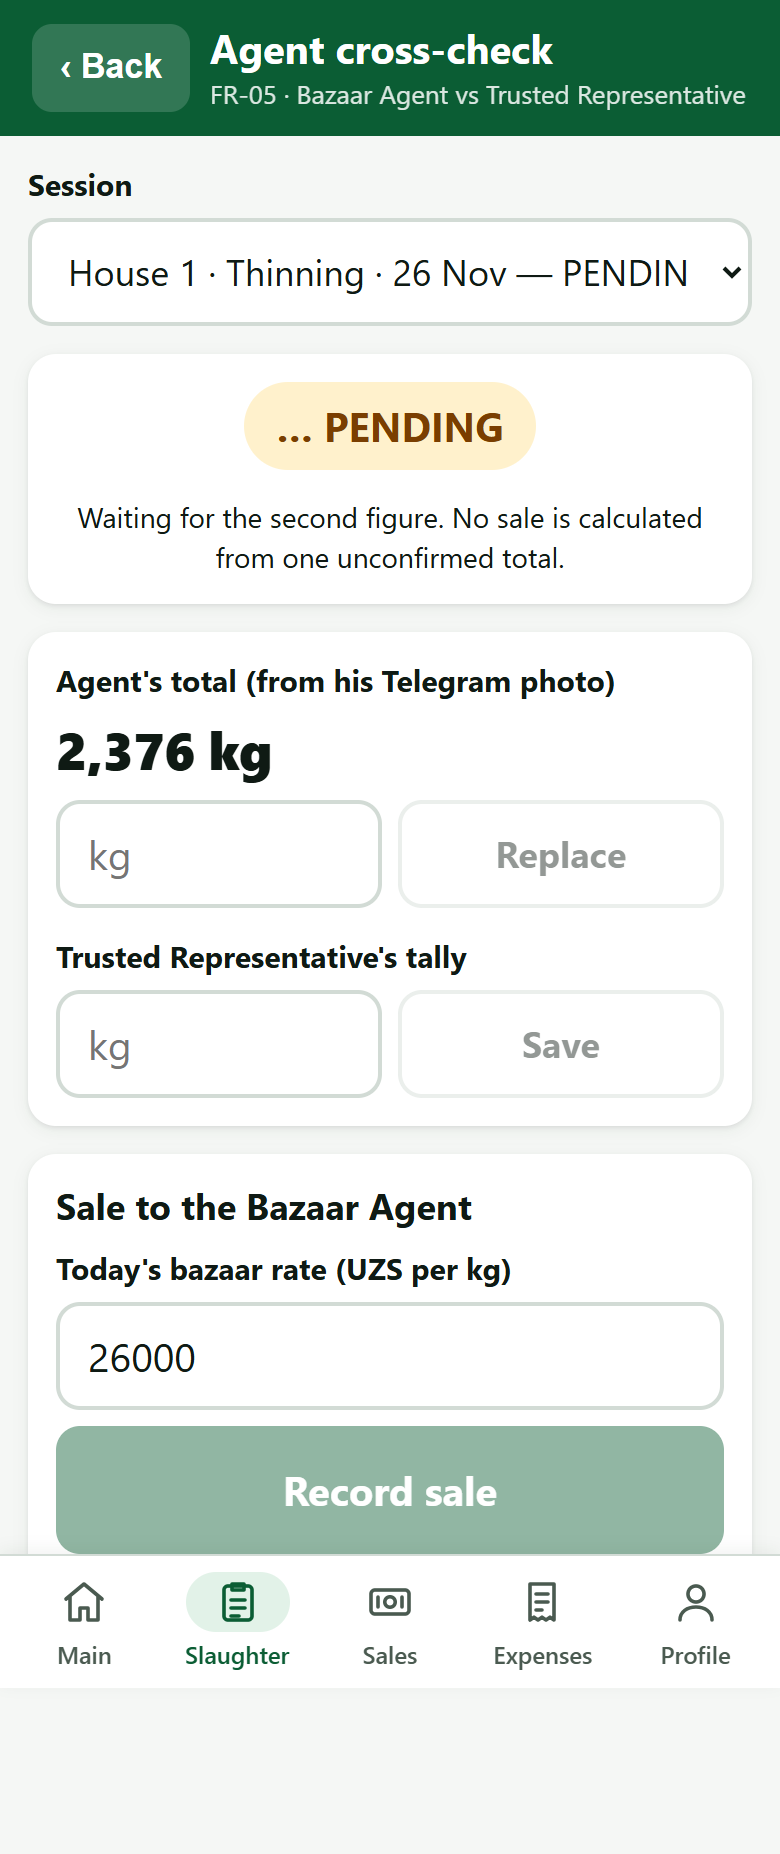 ‹ Back
Agent cross-check
FR-05 · Bazaar Agent vs Trusted Representative
Session
House 1 · Thinning · 26 Nov — PENDIN
... PENDING
Waiting for the second figure. No sale is calculated
from one unconfirmed total.
Agent's total (from his Telegram photo)
2,376 kg
kg
Replace
Trusted Representative's tally
kg
Save
Sale to the Bazaar Agent
Today's bazaar rate (UZS per kg)
26000
Record sale
Main
Slaughter
Sales
Expenses
Profile